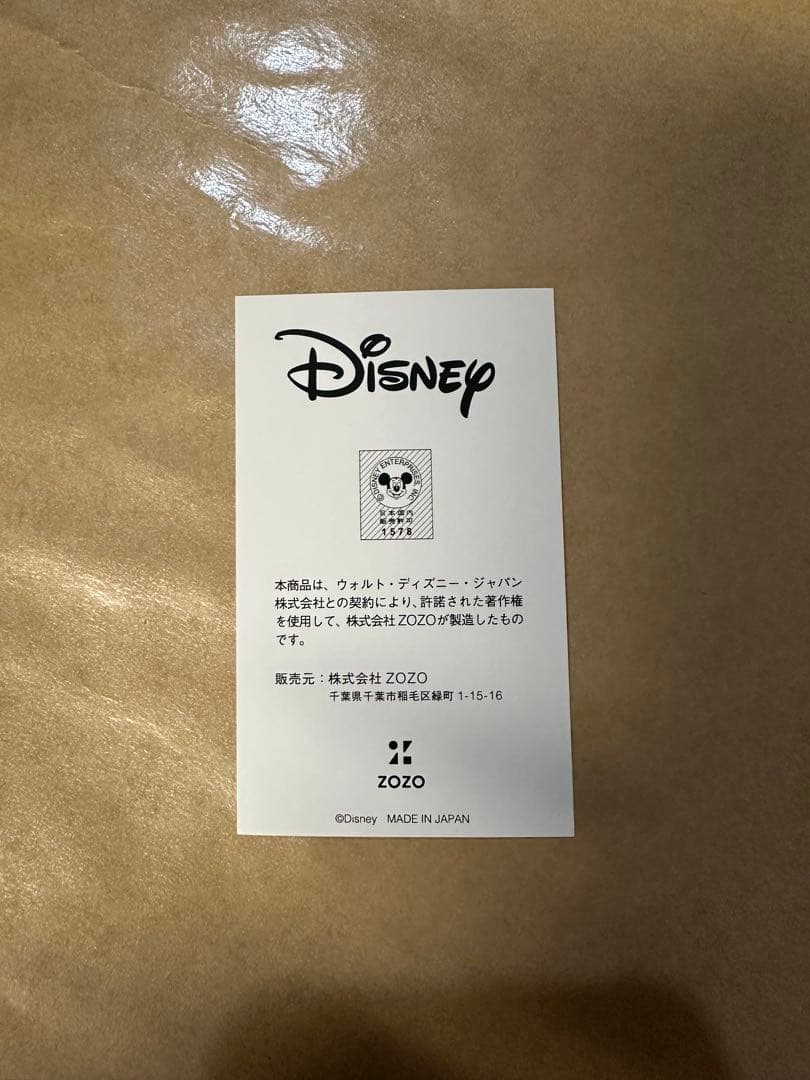 Disney
©DISNEY ENTERPRISES, INC
日本国内
販売許可
1578
本商品は、ウォルト・ディズニー・ジャパン
株式会社との契約により、許諾された著作権
を使用して、株式会社ZOZOが製造したもの
です。
販売元：株式会社 ZOZO
千葉県千葉市稲毛区緑町 1-15-16
ZOZO
©Disney MADE IN JAPAN